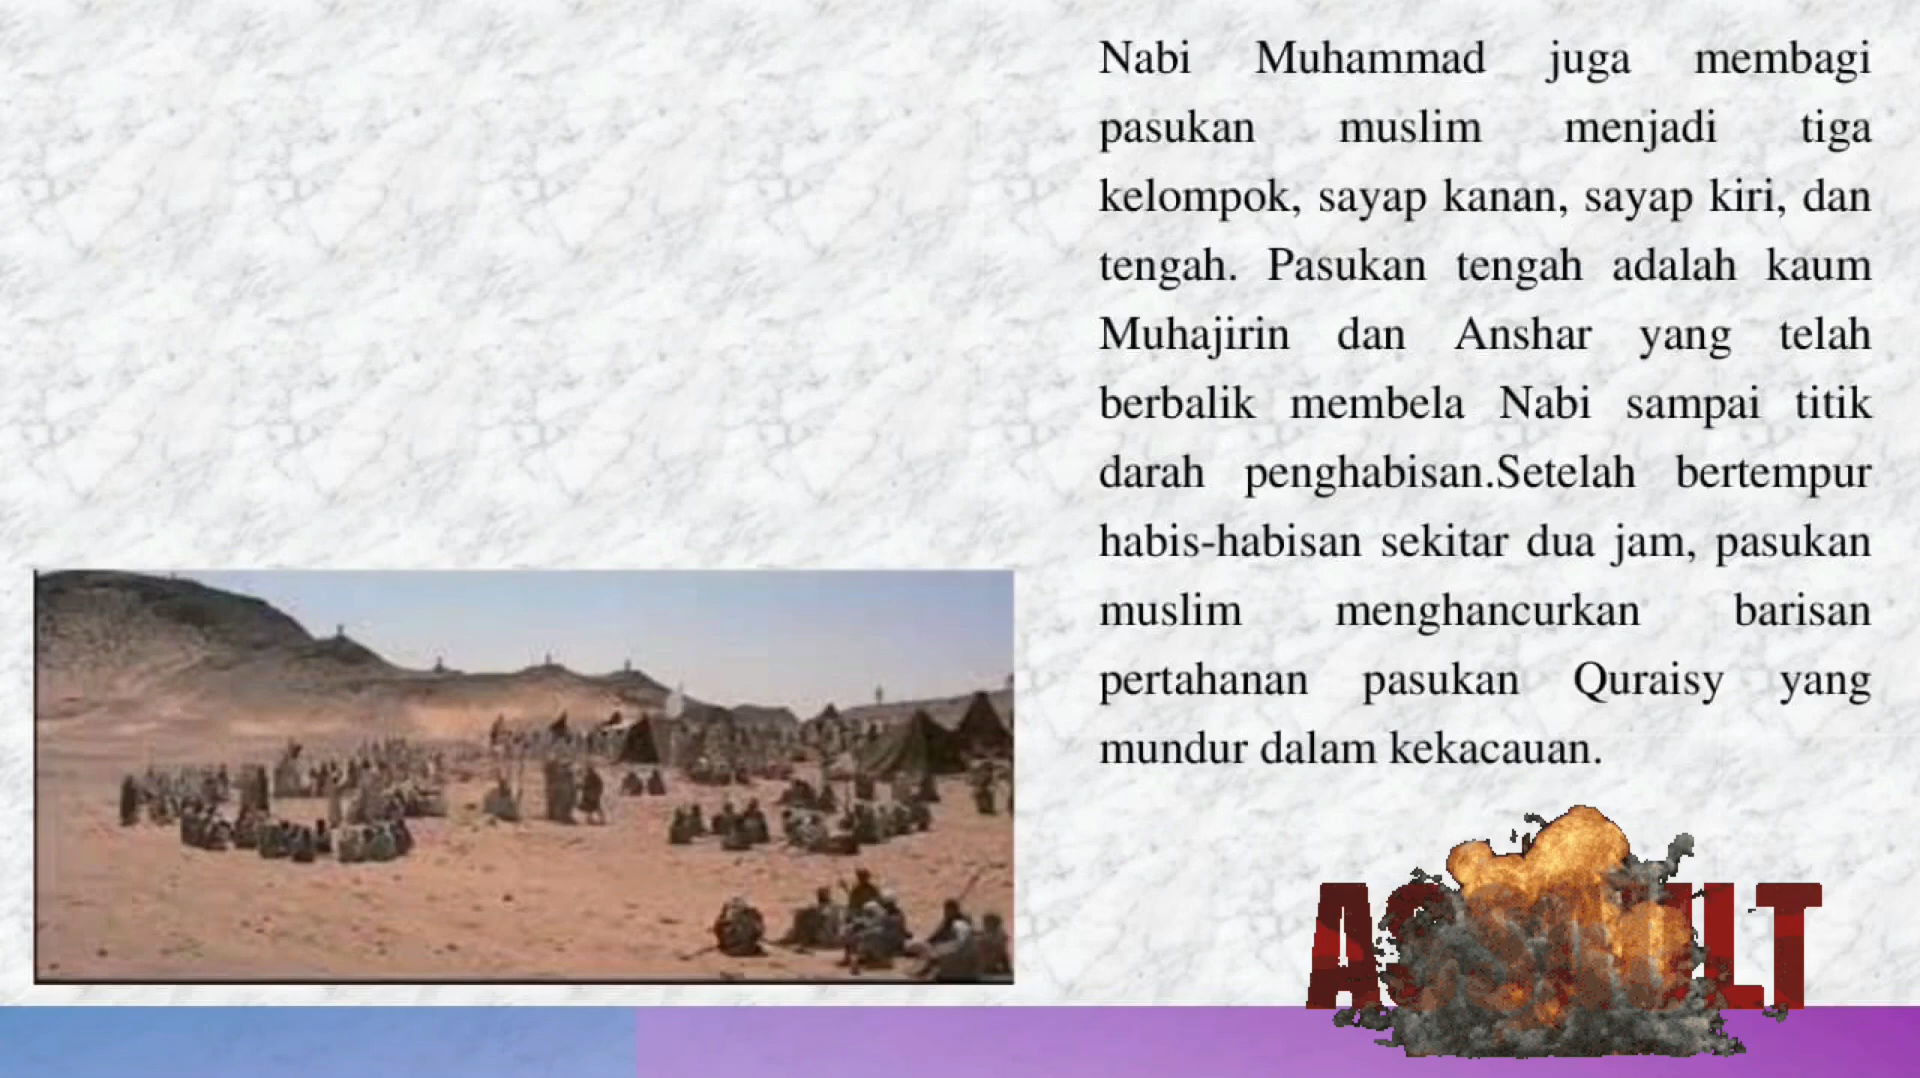 Nabi Muhammad juga membagi
pasukan muslim menjadi tiga
kelompok, sayap kanan, sayap kiri, dan
tengah. Pasukan tengah adalah kaum
Muhajirin dan Anshar yang telah
berbalik membela Nabi sampai titik
darah penghabisan.Setelah bertempur
habis-habisan sekitar dua jam, pasukan
muslim menghancurkan barisan
pertahanan pasukan Quraisy yang
mundur dalam kekacauan.
ASSAULT